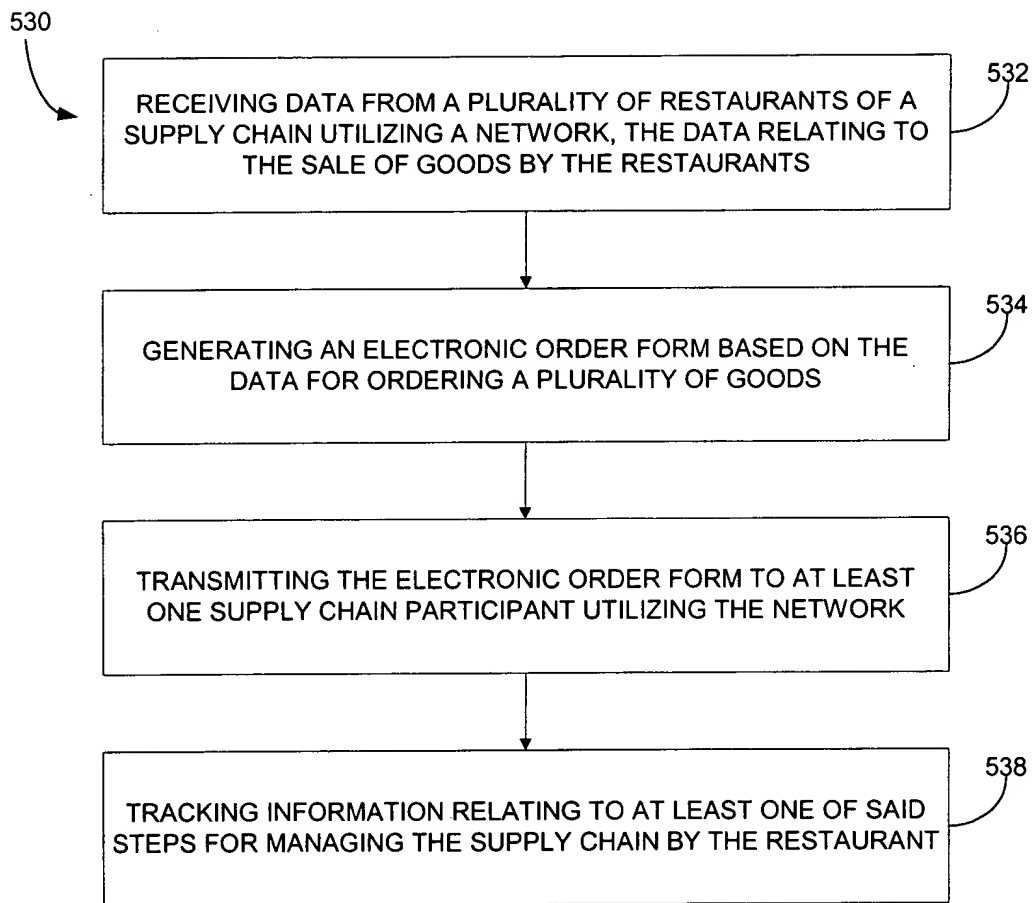 530
532
RECEIVING DATA FROM A PLURALITY OF RESTAURANTS OF A
SUPPLY CHAIN UTILIZING A NETWORK, THE DATA RELATING TO
THE SALE OF GOODS BY THE RESTAURANTS
534
GENERATING AN ELECTRONIC ORDER FORM BASED ON THE
DATA FOR ORDERING A PLURALITY OF GOODS
536
TRANSMITTING THE ELECTRONIC ORDER FORM TO AT LEAST
ONE SUPPLY CHAIN PARTICIPANT UTILIZING THE NETWORK
538
TRACKING INFORMATION RELATING TO AT LEAST ONE OF SAID
STEPS FOR MANAGING THE SUPPLY CHAIN BY THE RESTAURANT